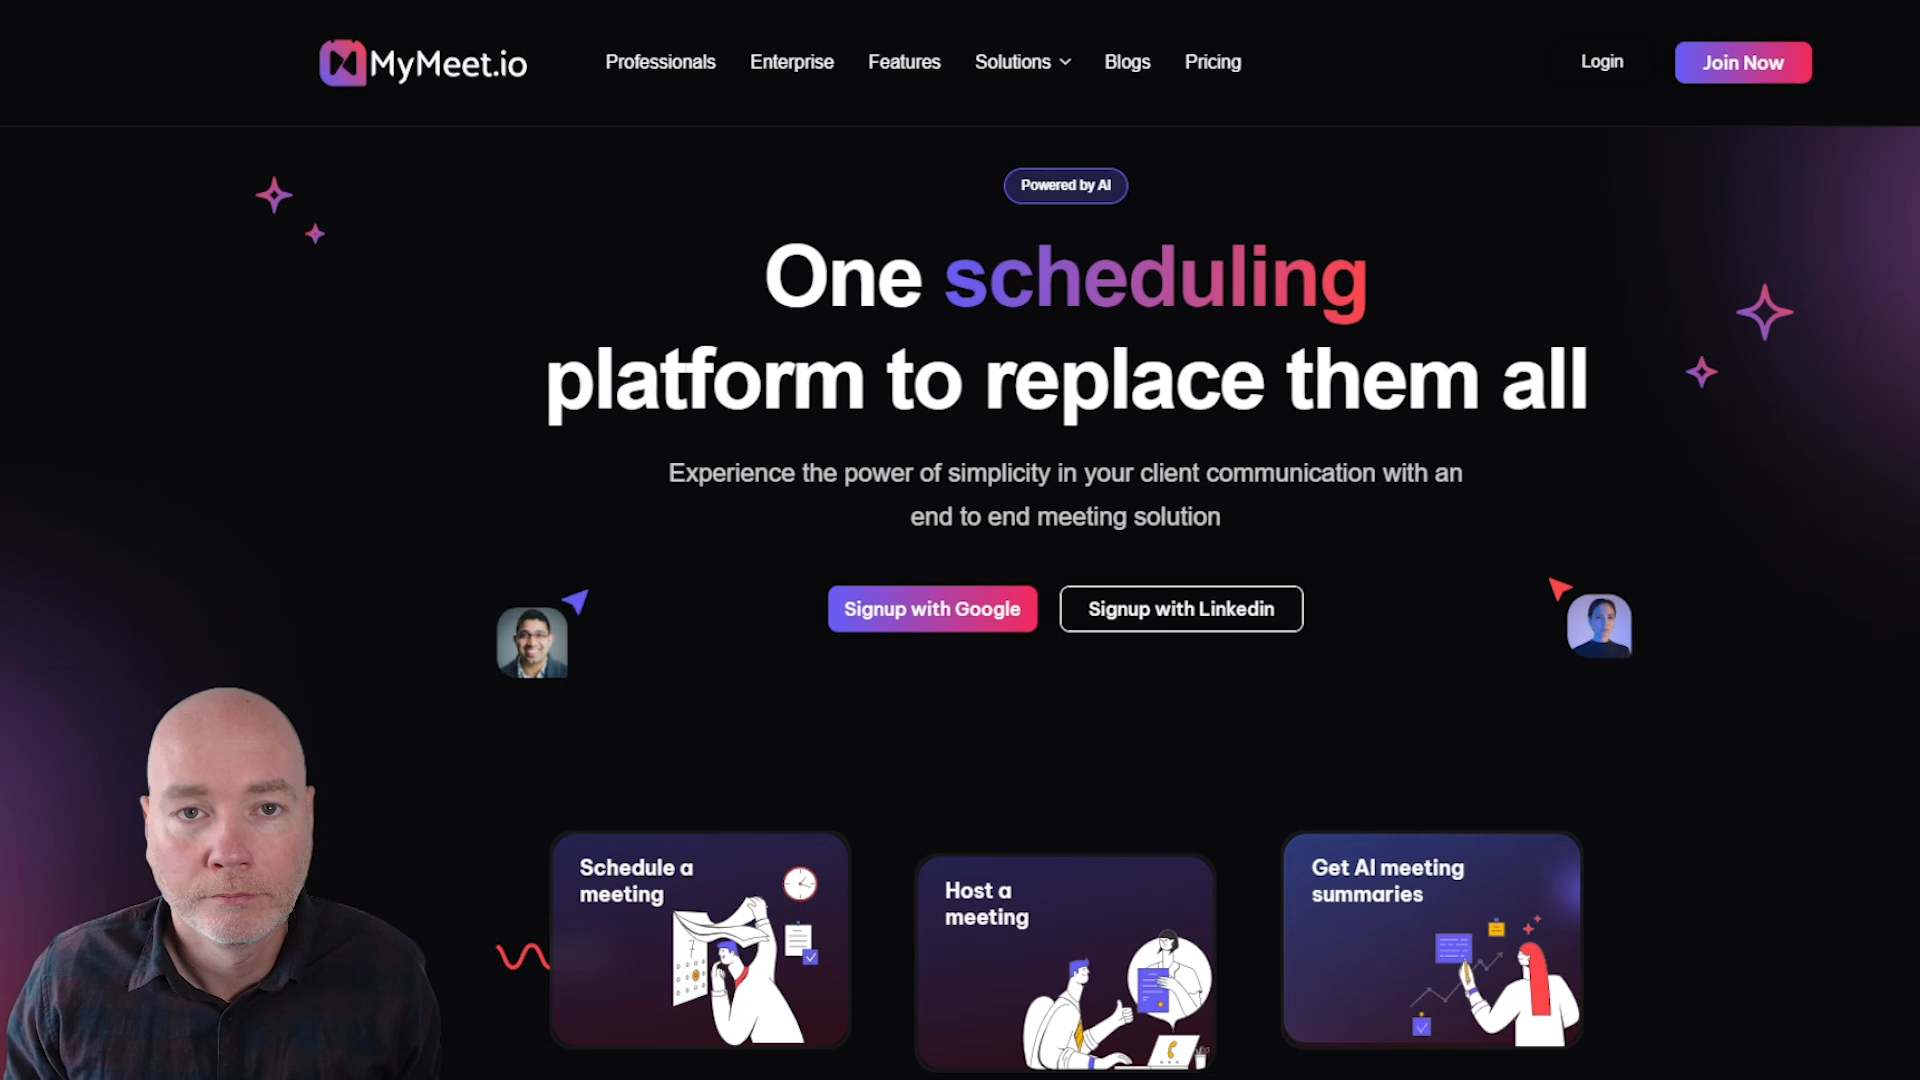 MyMeet.io
Professionals
Enterprise
Features
Solutions
Blogs
Pricing
Login
Join Now
Powered by AI
One scheduling
platform to replace them all
Experience the power of simplicity in your client communication with an
end to end meeting solution
Signup with Google
Signup with Linkedin
Schedule a
meeting
Host a
meeting
Get AI meeting
summaries
7